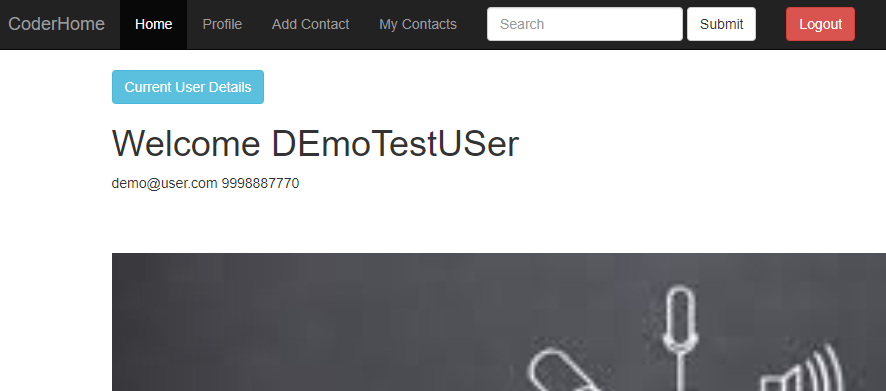 CoderHome Home Profile Add Contact My Contacts Search Submit Logout
Current User Details
Welcome DEmoTestUSer
demo@user.com 9998887770